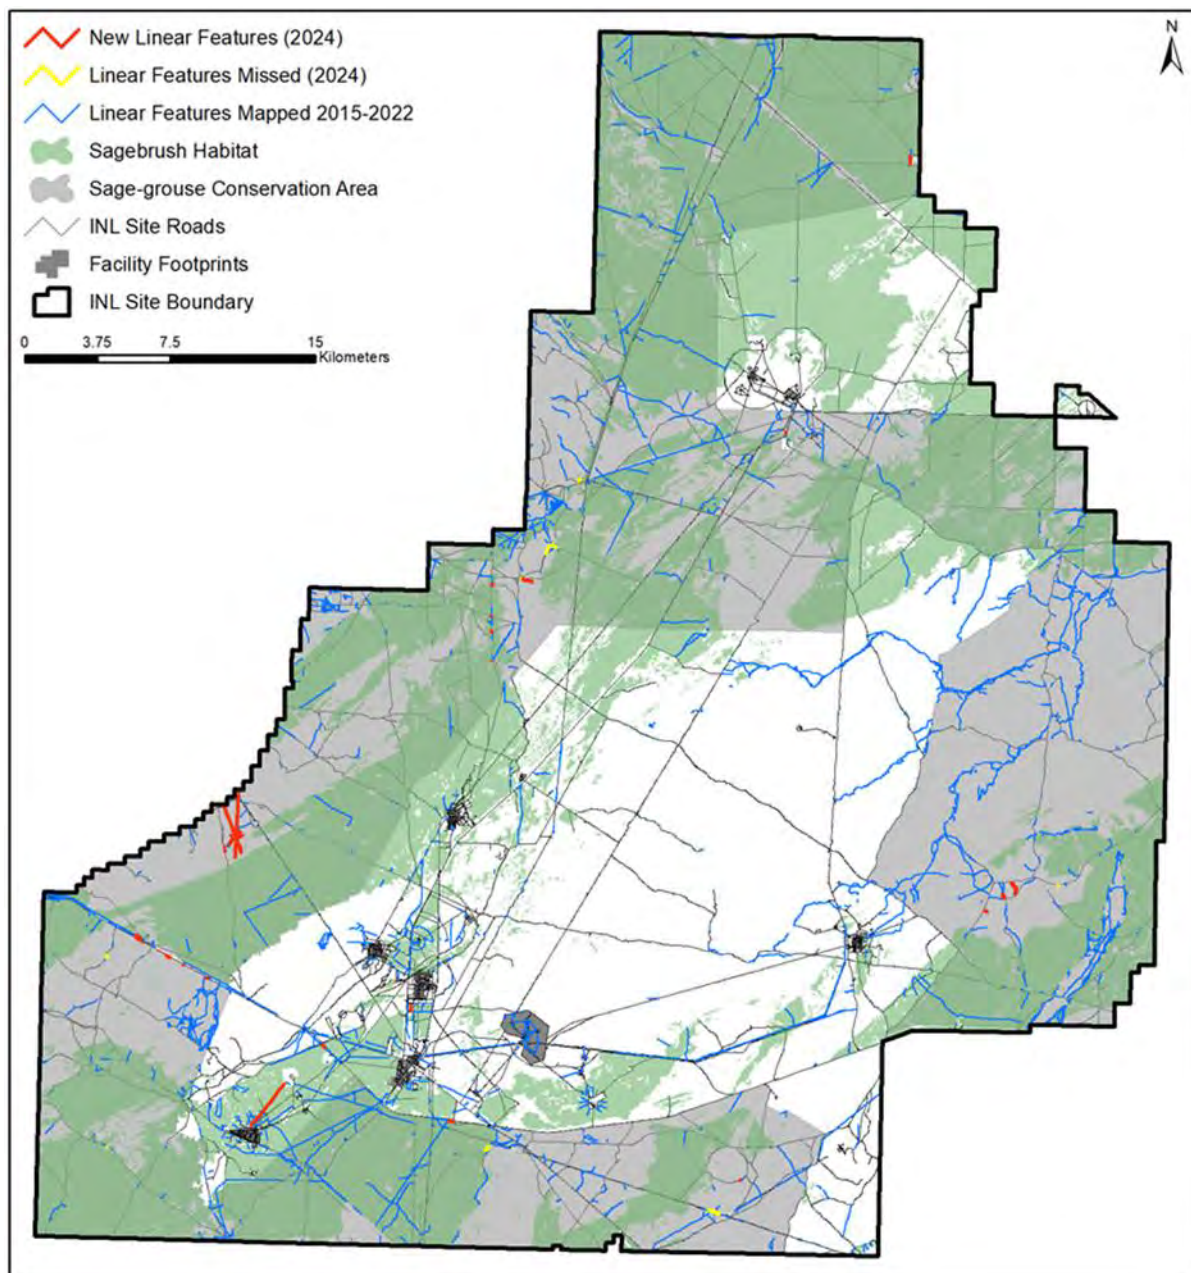 New Linear Features (2024)
Linear Features Missed (2024)
Linear Features Mapped 2015-2022
Sagebrush Habitat
Sage-grouse Conservation Area
INL Site Roads
Facility Footprints
INL Site Boundary
0 3.75 7.5 15
Kilometers
N